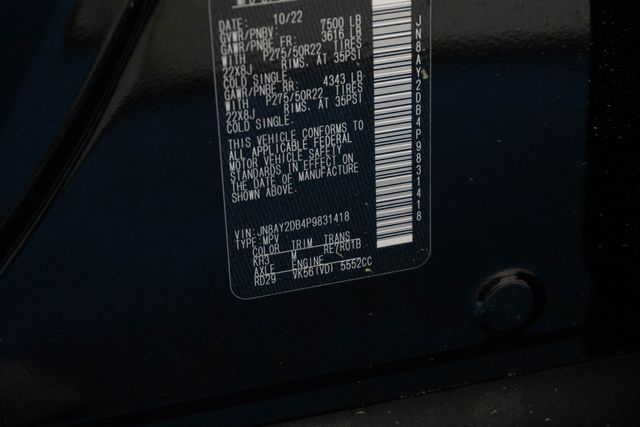 DATE: 10/22
GVWR/PNBV: 7500 LB
GAWR/PNBE FR: 3616 LB
WITH P275/50R22 TIRES
22X8J RIMS. AT 35PSI
COLD SINGLE.
GAWR/PNBE RR: 4343 LB
WITH P275/50R22 TIRES
22X8J RIMS. AT 35PSI
COLD SINGLE.
THIS VEHICLE CONFORMS TO
ALL APPLICABLE FEDERAL
MOTOR VEHICLE SAFETY
STANDARDS IN EFFECT ON
THE DATE OF MANUFACTURE
SHOWN ABOVE.
VIN: JN8AY2DB4P9831418
TYPE: MPV
COLOR TRIM TRANS
KH3 M RE7R01B
AXLE ENGINE
RD29 VK56(VD) 5552CC
JN8AY2DB4P9831418